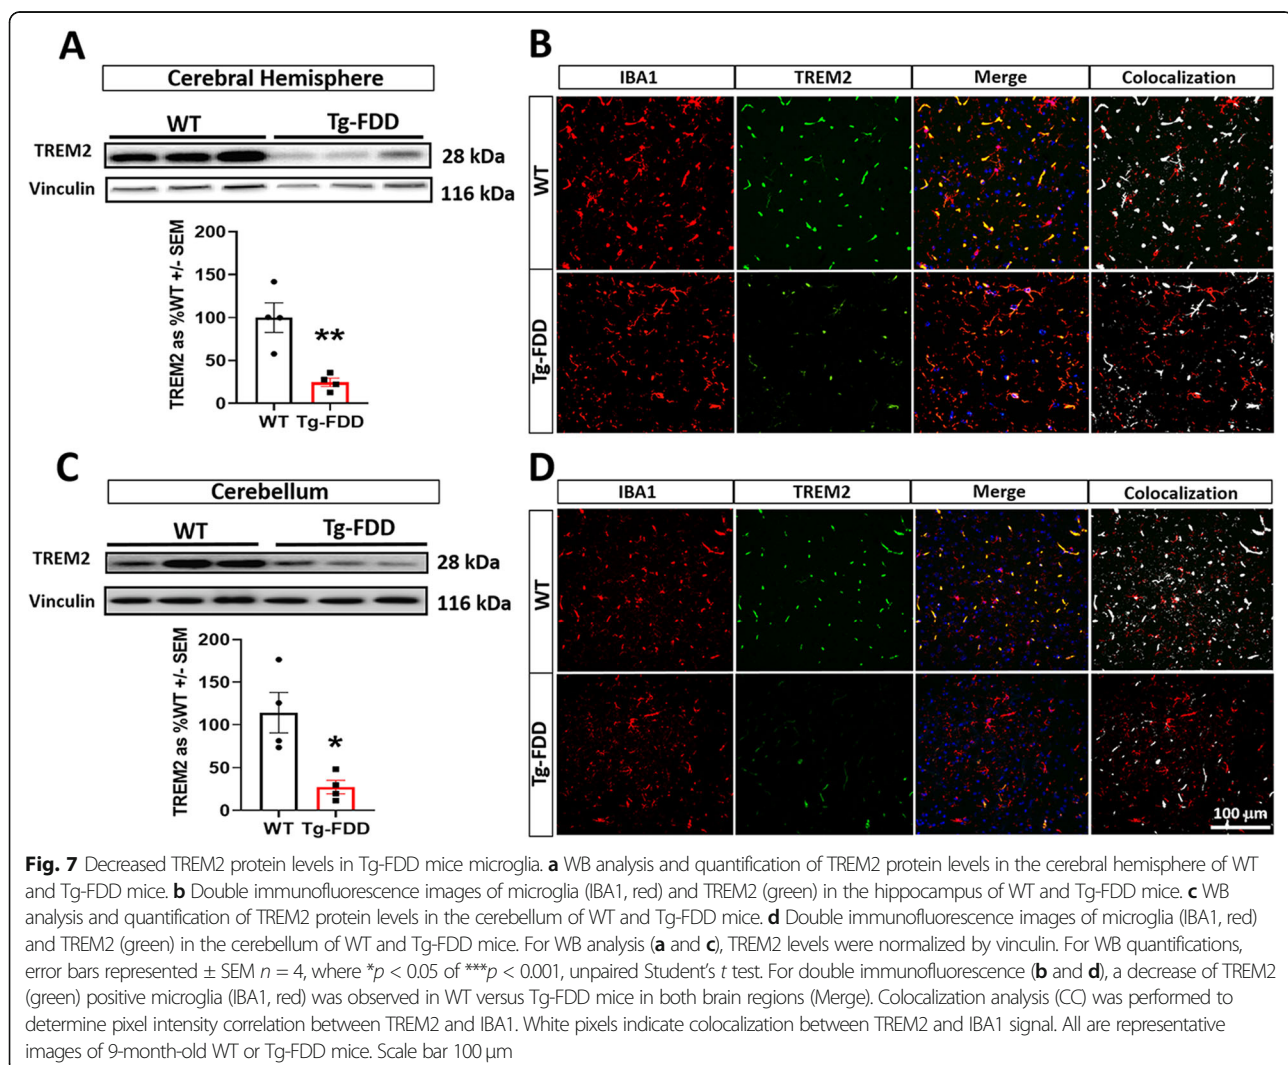 A
Cerebral Hemisphere
WT Tg-FDD
TREM2 28 kDa
Vinculin 116 kDa
TREM2 as %WT +/- SEM
200
150
100
50
0
**
WT Tg-FDD
B
IBA1 TREM2 Merge Colocalization
WT
Tg-FDD
C
Cerebellum
WT Tg-FDD
TREM2 28 kDa
Vinculin 116 kDa
TREM2 as %WT +/- SEM
200
150
100
50
0
*
WT Tg-FDD
D
IBA1 TREM2 Merge Colocalization
WT
Tg-FDD
100 μm
Fig. 7 Decreased TREM2 protein levels in Tg-FDD mice microglia. a WB analysis and quantification of TREM2 protein levels in the cerebral hemisphere of WT
and Tg-FDD mice. b Double immunofluorescence images of microglia (IBA1, red) and TREM2 (green) in the hippocampus of WT and Tg-FDD mice. c WB
analysis and quantification of TREM2 protein levels in the cerebellum of WT and Tg-FDD mice. d Double immunofluorescence images of microglia (IBA1, red)
and TREM2 (green) in the cerebellum of WT and Tg-FDD mice. For WB analysis (a and c), TREM2 levels were normalized by vinculin. For WB quantifications,
error bars represented ± SEM n = 4, where *p < 0.05 of ***p < 0.001, unpaired Student's t test. For double immunofluorescence (b and d), a decrease of TREM2
(green) positive microglia (IBA1, red) was observed in WT versus Tg-FDD mice in both brain regions (Merge). Colocalization analysis (CC) was performed to
determine pixel intensity correlation between TREM2 and IBA1. White pixels indicate colocalization between TREM2 and IBA1 signal. All are representative
images of 9-month-old WT or Tg-FDD mice. Scale bar 100 μm